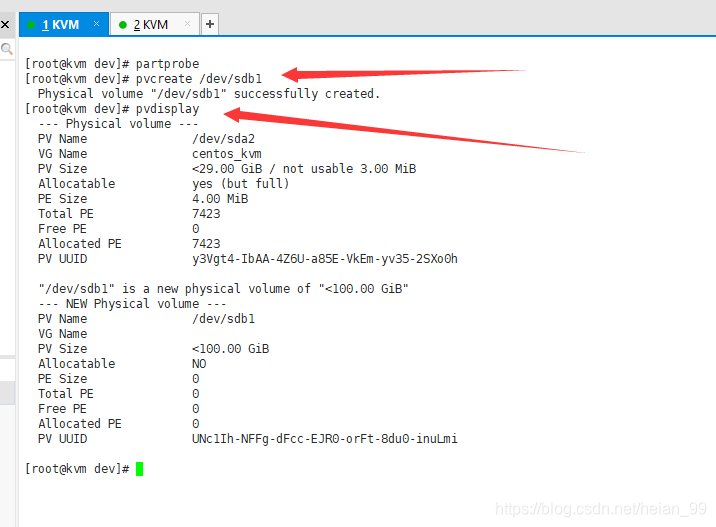 1 KVM × 2 KVM × +
[root@kvm dev]# partprobe
[root@kvm dev]# pvcreate /dev/sdb1
Physical volume "/dev/sdb1" successfully created.
[root@kvm dev]# pvdisplay
--- Physical volume ---
PV Name /dev/sda2
VG Name centos_kvm
PV Size <29.00 GiB / not usable 3.00 MiB
Allocatable yes (but full)
PE Size 4.00 MiB
Total PE 7423
Free PE 0
Allocated PE 7423
PV UUID y3Vgt4-IbAA-4Z6U-a85E-VkEm-yv35-2SXo0h
"/dev/sdb1" is a new physical volume of "<100.00 GiB"
--- NEW Physical volume ---
PV Name /dev/sdb1
VG Name
PV Size <100.00 GiB
Allocatable NO
PE Size 0
Total PE 0
Free PE 0
Allocated PE 0
PV UUID UNc1Ih-NFFg-dFcc-EJR0-orFt-8du0-inuLmi
[root@kvm dev]#
https://blog.csdn.net/heian_99